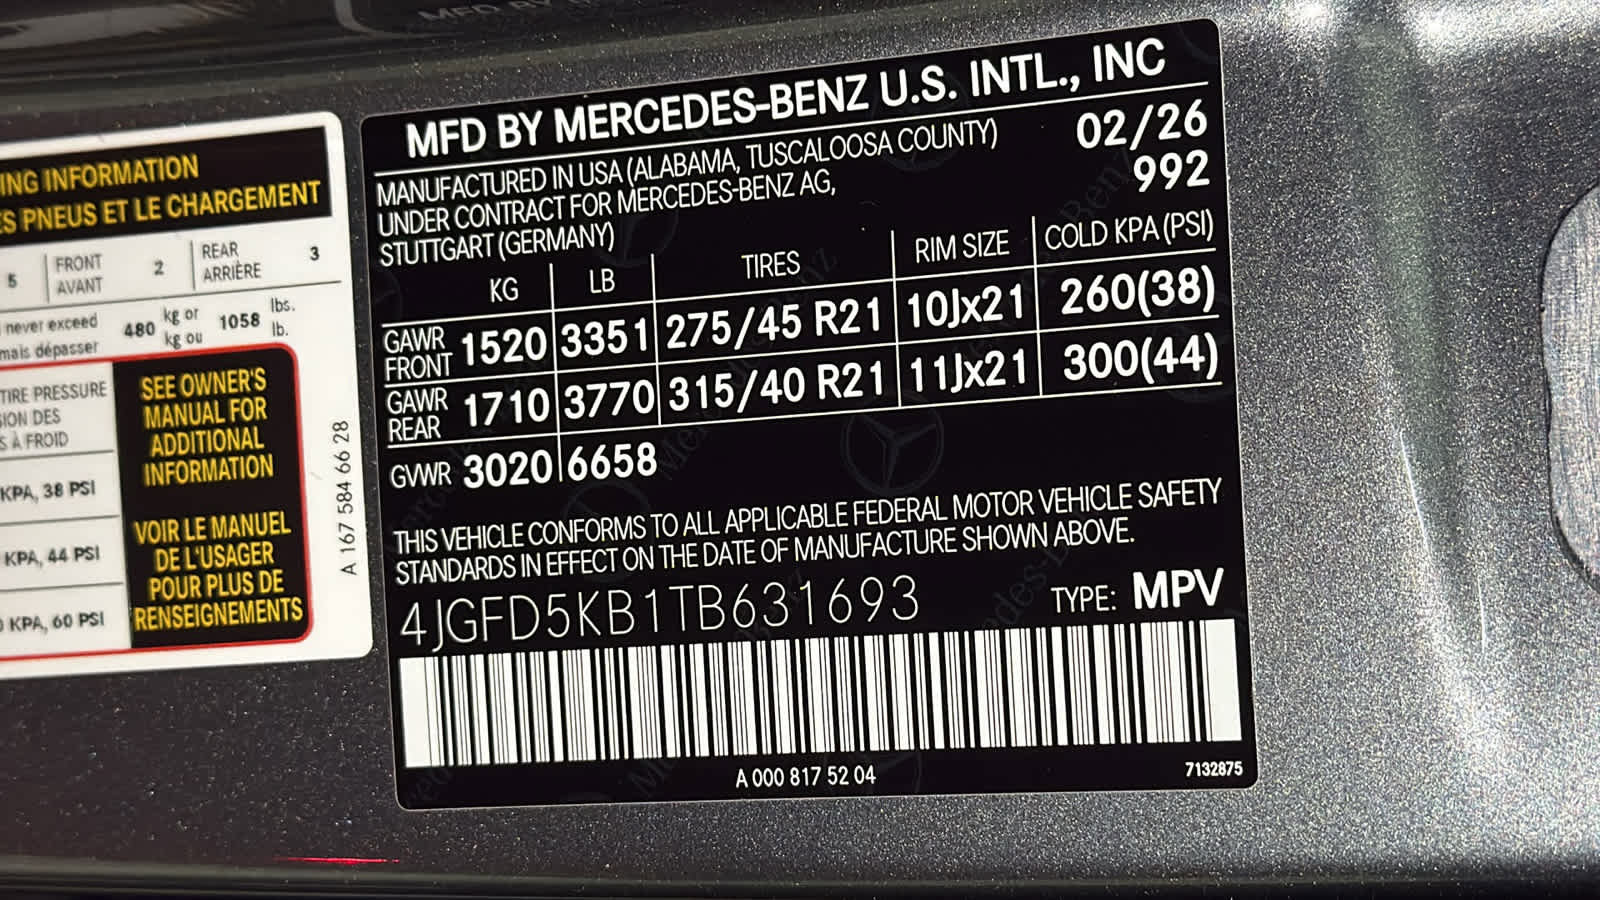 ING INFORMATION
ES PNEUS ET LE CHARGEMENT
5 FRONT AVANT 2 REAR ARRIÈRE 3
never exceed 480 kg or 1058 lbs.
mais dépasser kg ou lb.
TIRE PRESSURE
ION DES
S À FROID
KPA, 38 PSI
KPA, 44 PSI
0 KPA, 60 PSI
SEE OWNER'S
MANUAL FOR
ADDITIONAL
INFORMATION
VOIR LE MANUEL
DE L'USAGER
POUR PLUS DE
RENSEIGNEMENTS
A 167 584 66 28
MFD BY MERCEDES-BENZ U.S. INTL., INC
MANUFACTURED IN USA (ALABAMA, TUSCALOOSA COUNTY) 02/26
UNDER CONTRACT FOR MERCEDES-BENZ AG, 992
STUTTGART (GERMANY)
KG LB TIRES RIM SIZE COLD KPA (PSI)
GAWR FRONT 1520 3351 275/45 R21 10Jx21 260(38)
GAWR REAR 1710 3770 315/40 R21 11Jx21 300(44)
GVWR 3020 6658
THIS VEHICLE CONFORMS TO ALL APPLICABLE FEDERAL MOTOR VEHICLE SAFETY
STANDARDS IN EFFECT ON THE DATE OF MANUFACTURE SHOWN ABOVE.
4JGFD5KB1TB631693 TYPE: MPV
A 000 817 52 04
7132875